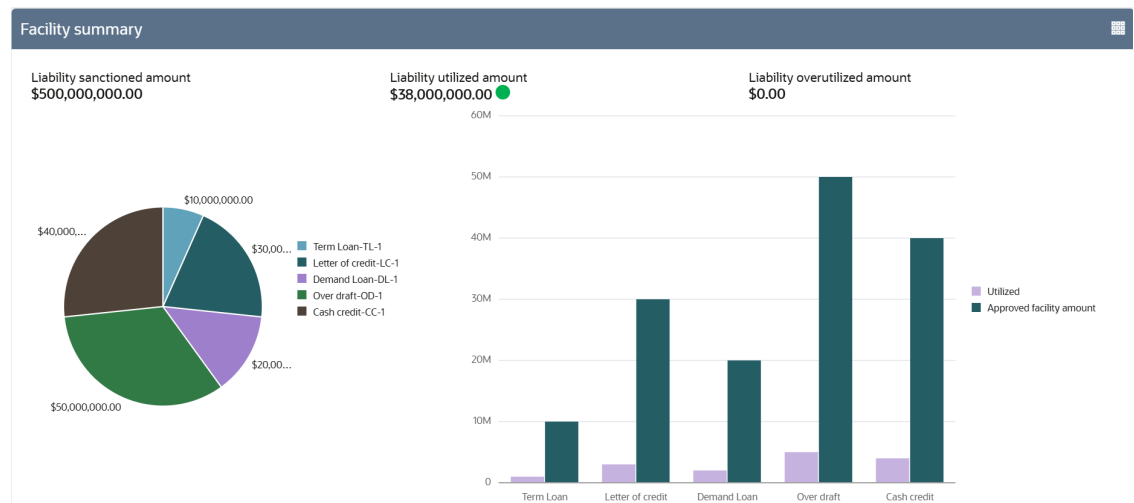 Facility summary
Liability sanctioned amount
$500,000,000.00
Liability utilized amount
$38,000,000.00
Liability overutilized amount
$0.00
$10,000,000.00
$30,00...
$20,00...
$50,000,000.00
$40,000,...
Term Loan-TL-1
Letter of credit-LC-1
Demand Loan-DL-1
Over draft-OD-1
Cash credit-CC-1
60M
50M
40M
30M
20M
10M
0
Term Loan
Letter of credit
Demand Loan
Over draft
Cash credit
Utilized
Approved facility amount